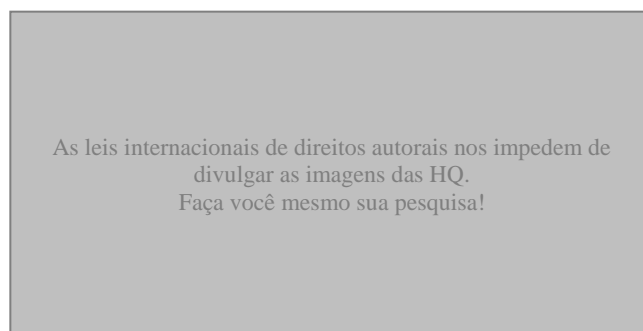 As leis internacionais de direitos autorais nos impedem de
divulgar as imagens das HQ.
Faça você mesmo sua pesquisa!